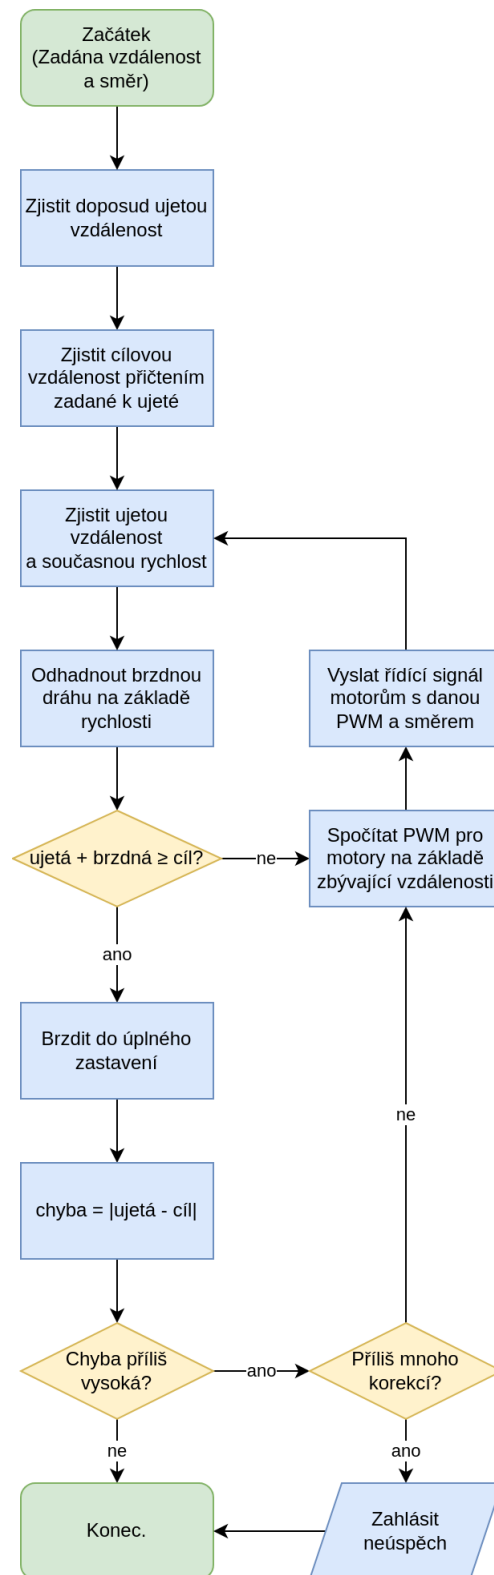 Začátek
(Zadána vzdálenost
a směr)
Zjistit doposud ujetou
vzdálenost
Zjistit cílovou
vzdálenost přičtením
zadané k ujeté
Zjistit ujetou
vzdálenost
a současnou rychlost
Odhadnout brzdnou
dráhu na základě
rychlosti
Vyslat řídící signál
motorům s danou
PWM a směrem
ujetá + brzdná ≥ cíl?
ne
Spočítat PWM pro
motory na základě
zbývající vzdálenosti
ano
Brzdit do úplného
zastavení
ne
chyba = |ujetá - cíl|
Chyba příliš
vysoká?
ano
Příliš mnoho
korekcí?
ne
ano
Konec.
Zahlásit
neúspěch